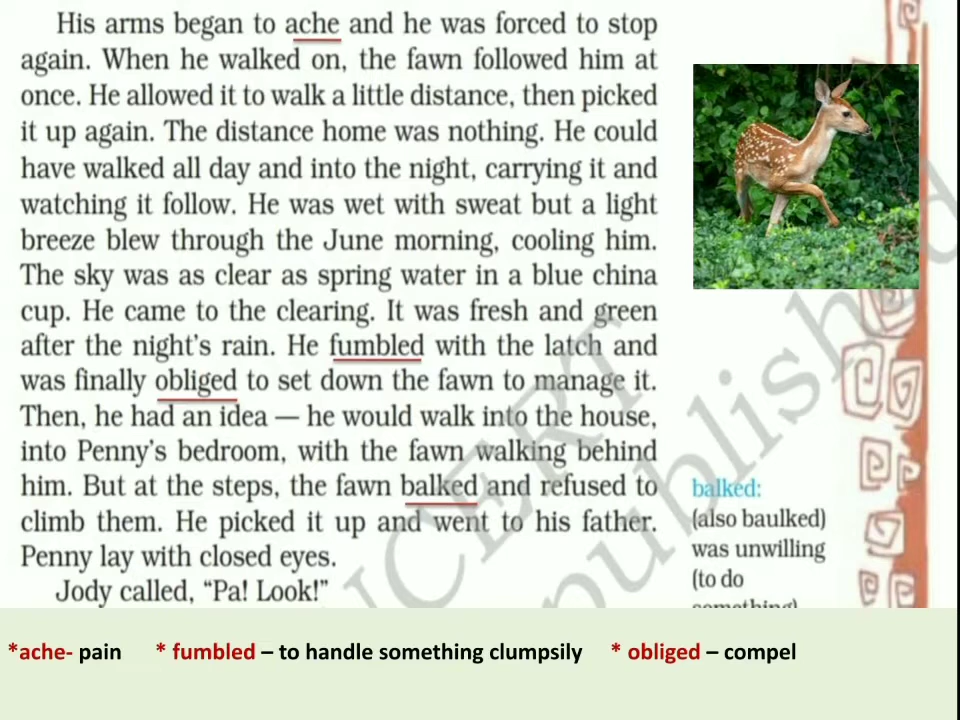 His arms began to ache and he was forced to stop
again. When he walked on, the fawn followed him at
once. He allowed it to walk a little distance, then picked
it up again. The distance home was nothing. He could
have walked all day and into the night, carrying it and
watching it follow. He was wet with sweat but a light
breeze blew through the June morning, cooling him.
The sky was as clear as spring water in a blue china
cup. He came to the clearing. It was fresh and green
after the night's rain. He fumbled with the latch and
was finally obliged to set down the fawn to manage it.
Then, he had an idea — he would walk into the house,
into Penny's bedroom, with the fawn walking behind
him. But at the steps, the fawn balked and refused to
climb them. He picked it up and went to his father.
Penny lay with closed eyes.
Jody called, “Pa! Look!”
balked:
(also baulked)
was unwilling
(to do
something)
NCERT
published
*ache- pain * fumbled – to handle something clumpsily * obliged – compel